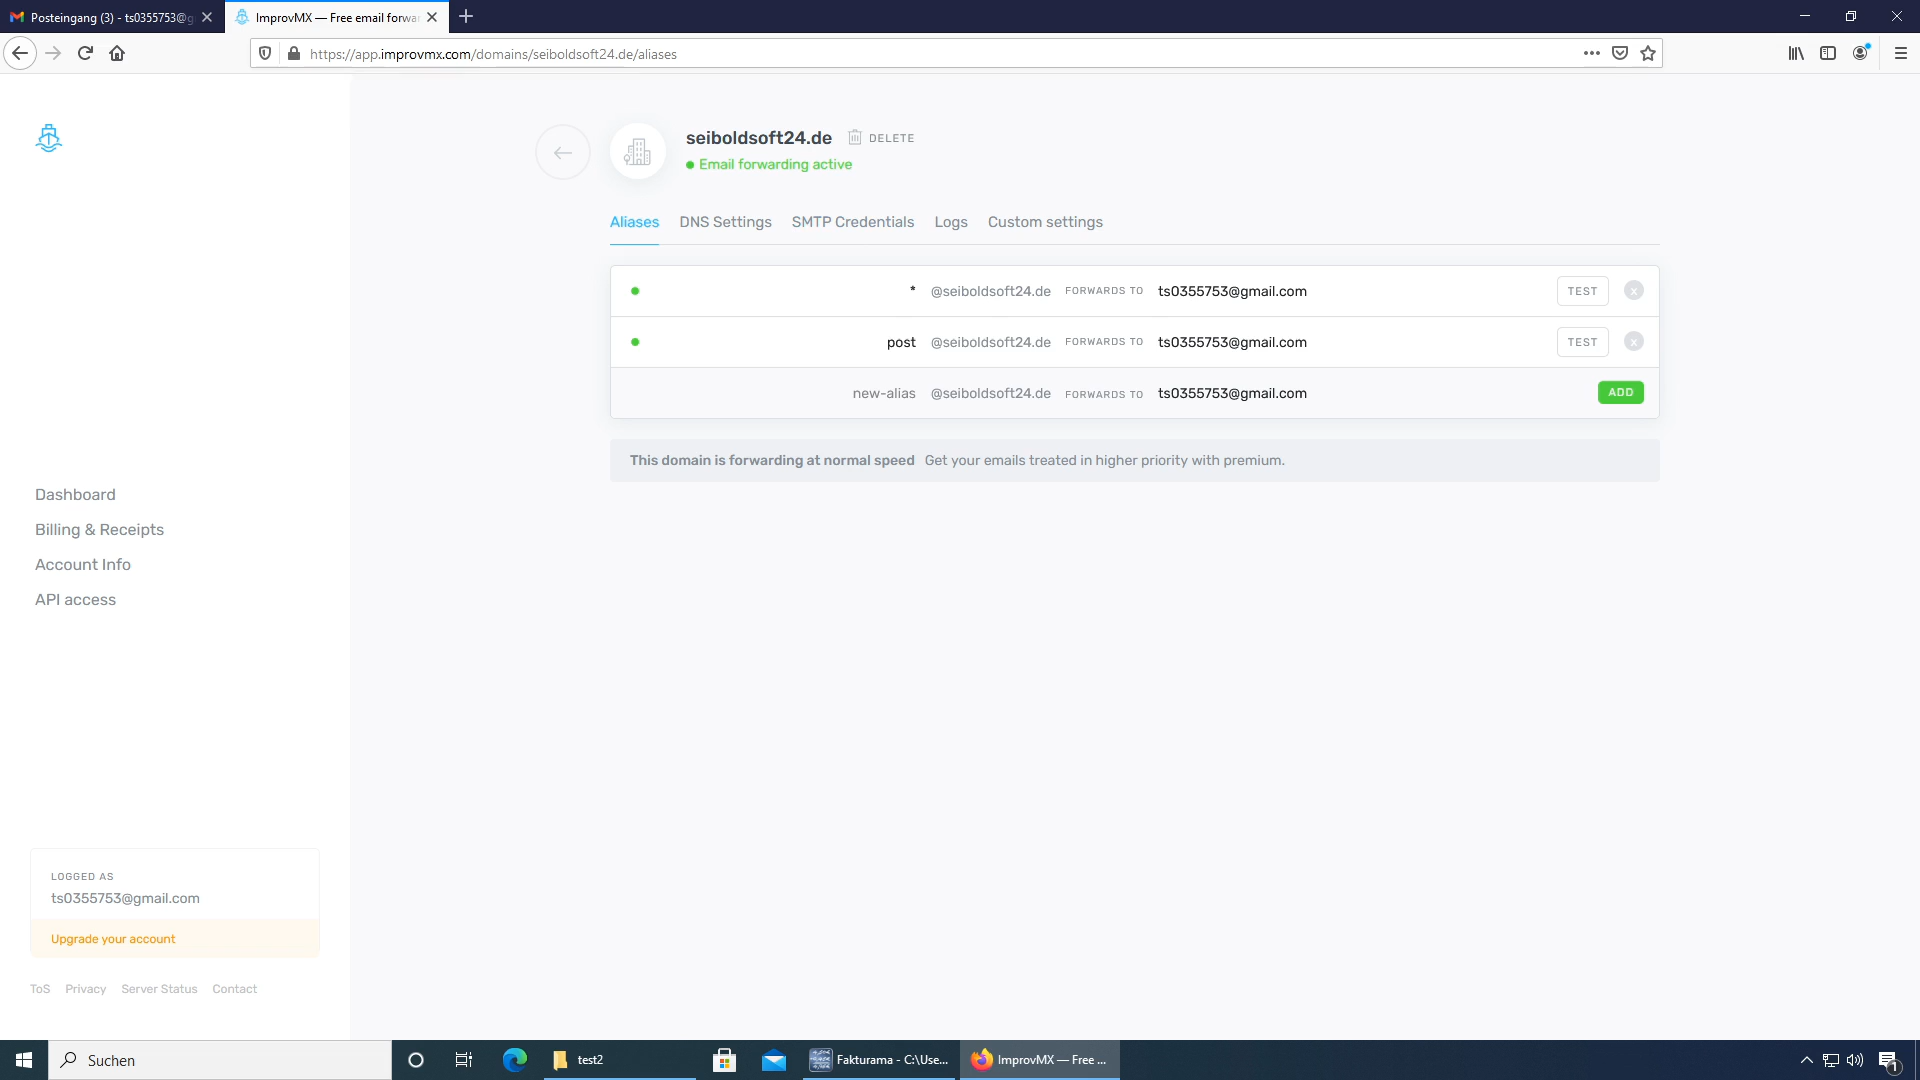 Posteingang (3) - ts0355753@g
ImprovMX — Free email forwa
https://app.improvmx.com/domains/seiboldsoft24.de/aliases
seiboldsoft24.de
DELETE
Email forwarding active
Aliases
DNS Settings
SMTP Credentials
Logs
Custom settings
* @seiboldsoft24.de FORWARDS TO ts0355753@gmail.com TEST
post @seiboldsoft24.de FORWARDS TO ts0355753@gmail.com TEST
new-alias @seiboldsoft24.de FORWARDS TO ts0355753@gmail.com ADD
This domain is forwarding at normal speed Get your emails treated in higher priority with premium.
Dashboard
Billing & Receipts
Account Info
API access
LOGGED AS
ts0355753@gmail.com
Upgrade your account
ToS Privacy Server Status Contact
Suchen
test2
Fakturama - C:\Use...
ImprovMX — Free ...
1